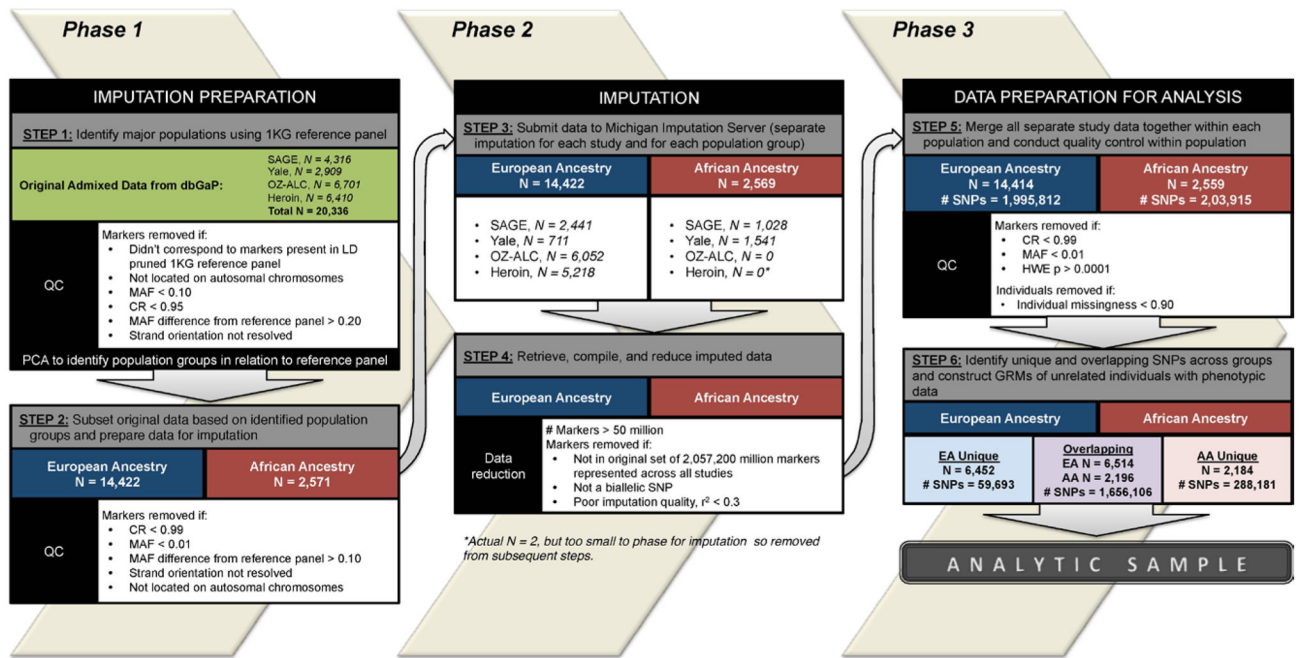 Phase 1
IMPUTATION PREPARATION
STEP 1: Identify major populations using 1KG reference panel
Original Admixed Data from dbGaP:
SAGE, N = 4,316
Yale, N = 2,909
OZ-ALC, N = 6,701
Heroin, N = 6,410
Total N = 20,336
QC
Markers removed if:
• Didn't correspond to markers present in LD
pruned 1KG reference panel
• Not located on autosomal chromosomes
• MAF < 0.10
• CR < 0.95
• MAF difference from reference panel > 0.20
• Strand orientation not resolved
PCA to identify population groups in relation to reference panel
STEP 2: Subset original data based on identified population
groups and prepare data for imputation
European Ancestry
N = 14,422
African Ancestry
N = 2,571
QC
Markers removed if:
• CR < 0.99
• MAF < 0.01
• MAF difference from reference panel > 0.10
• Strand orientation not resolved
• Not located on autosomal chromosomes
Phase 2
IMPUTATION
STEP 3: Submit data to Michigan Imputation Server (separate
imputation for each study and for each population group)
European Ancestry
N = 14,422
African Ancestry
N = 2,569
• SAGE, N = 2,441
• Yale, N = 711
• OZ-ALC, N = 6,052
• Heroin, N = 5,218
• SAGE, N = 1,028
• Yale, N = 1,541
• OZ-ALC, N = 0
• Heroin, N = 0*
STEP 4: Retrieve, compile, and reduce imputed data
European Ancestry
African Ancestry
Data
reduction
# Markers > 50 million
Markers removed if:
• Not in original set of 2,057,200 million markers
represented across all studies
• Not a biallelic SNP
• Poor imputation quality, r² < 0.3
*Actual N = 2, but too small to phase for imputation so removed
from subsequent steps.
Phase 3
DATA PREPARATION FOR ANALYSIS
STEP 5: Merge all separate study data together within each
population and conduct quality control within population
European Ancestry
N = 14,414
# SNPs = 1,995,812
African Ancestry
N = 2,559
# SNPs = 2,03,915
QC
Markers removed if:
• CR < 0.99
• MAF < 0.01
• HWE p > 0.0001
Individuals removed if:
• Individual missingness < 0.90
STEP 6: Identify unique and overlapping SNPs across groups
and construct GRMs of unrelated individuals with phenotypic
data
European Ancestry
African Ancestry
EA Unique
N = 6,452
# SNPs = 59,693
Overlapping
EA N = 6,514
AA N = 2,196
# SNPs = 1,656,106
AA Unique
N = 2,184
# SNPs = 288,181
ANALYTIC SAMPLE